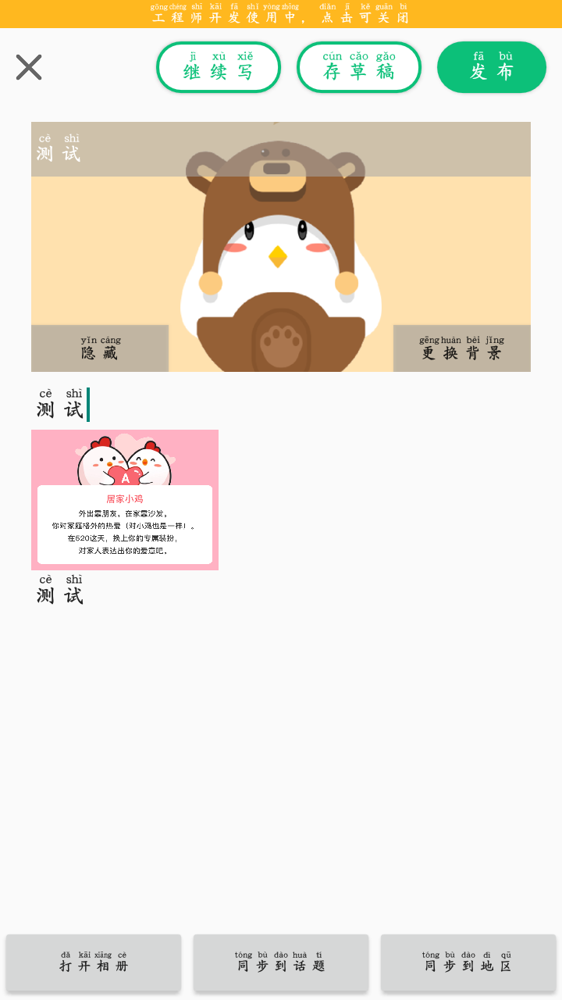 gōng chéng shī kāi fā shǐ yòng zhōng diǎn jī kě guān bì
工程师开发使用中，点击可关闭
jì xù xiě
继续写
cún cǎo gǎo
存草稿
fā bù
发布
cè shì
测试
yǐn cáng
隐藏
gēng huàn bèi jǐng
更换背景
cè shì
测试
A
居家小鸡
外出靠朋友，在家靠沙发。
你对家庭格外的热爱（对小鸡也是一样）。
在520这天，换上你的专属装扮，
对家人表达出你的爱意吧。
cè shì
测试
dǎ kāi xiāng cè
打开相册
tóng bù dào huà tí
同步到话题
tóng bù dào dì qū
同步到地区